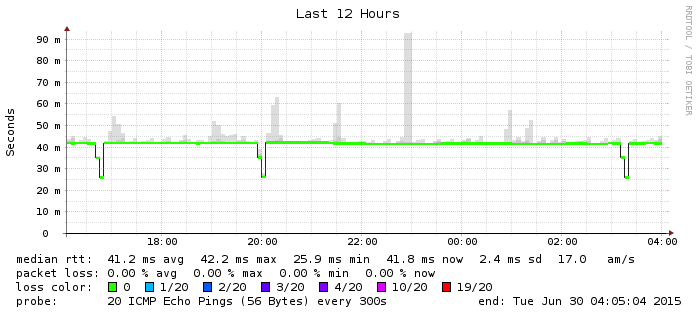 Last 12 Hours
RRDTOOL / TOBI OETIKER
Seconds
90 m
80 m
70 m
60 m
50 m
40 m
30 m
20 m
10 m
0
18:00 20:00 22:00 00:00 02:00 04:00
median rtt: 41.2 ms avg 42.2 ms max 25.9 ms min 41.8 ms now 2.4 ms sd 17.0 am/s
packet loss: 0.00 % avg 0.00 % max 0.00 % min 0.00 % now
loss color: 0 1/20 2/20 3/20 4/20 10/20 19/20
probe: 20 ICMP Echo Pings (56 Bytes) every 300s end: Tue Jun 30 04:05:04 2015